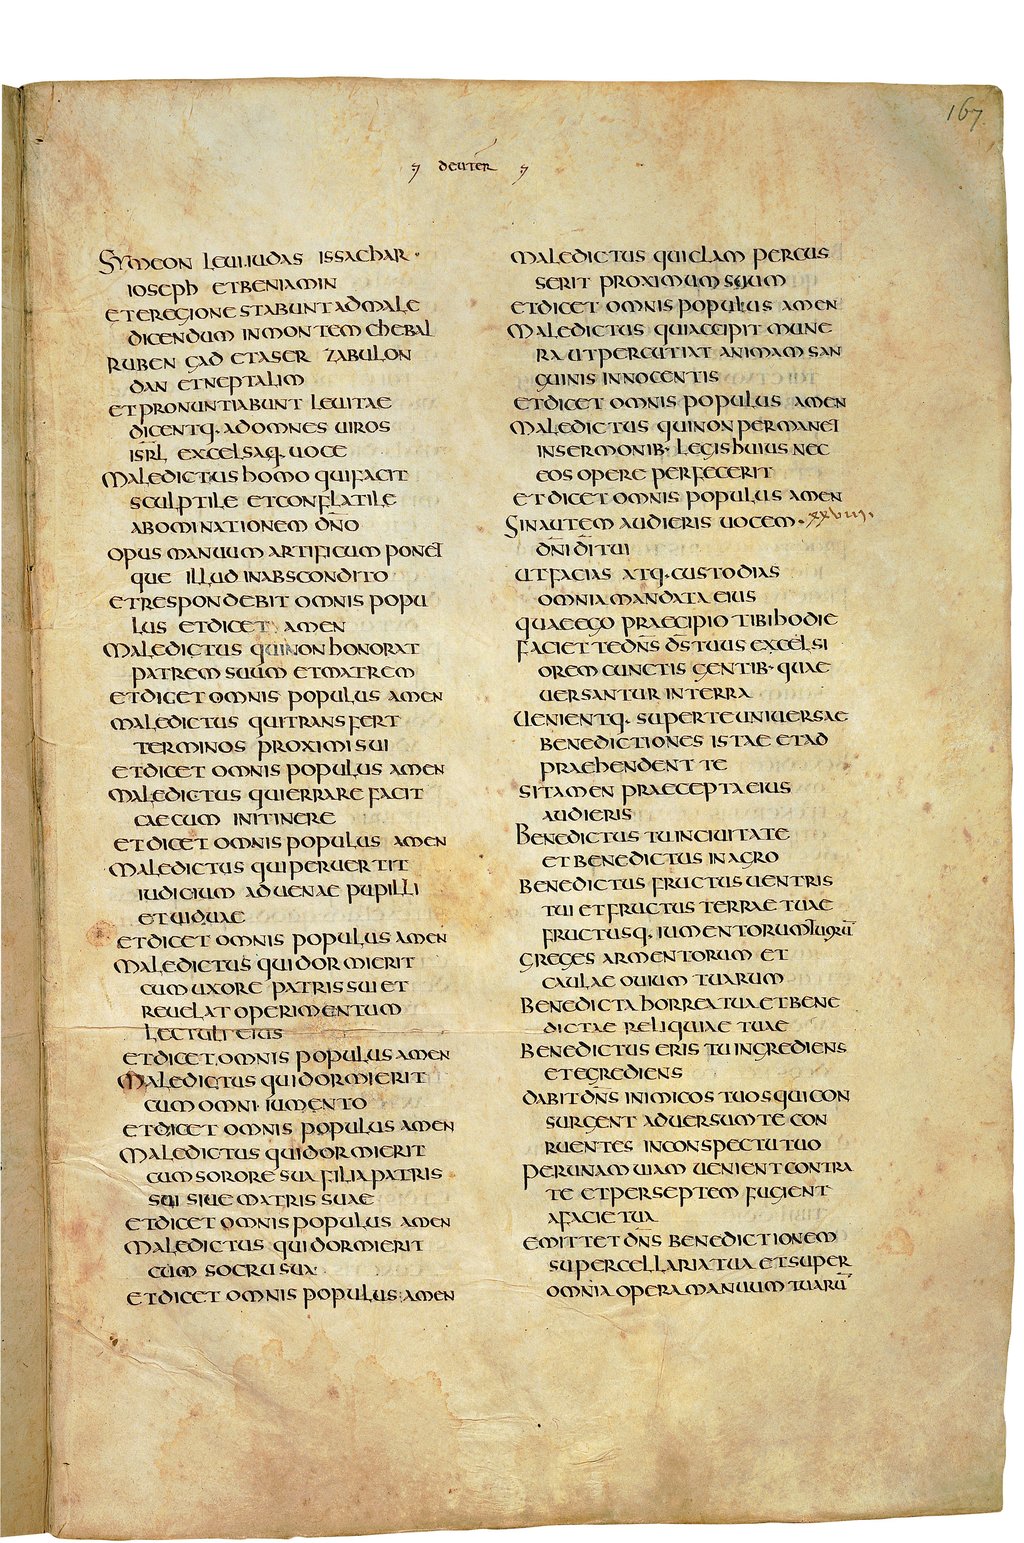 167
deuter
Symeon leui iudas issachar
ioseph et beniamin
et e regione stabunt ad male
dicendum in montem chebal
ruben gad et aser zabulon
dan et neptalim
et pronuntiabunt leuitae
dicentq. ad omnes uiros
isrl excelsaq. uoce
maledictus homo qui facit
sculptile et conflatile
abominationem dno
opus manuum artificum ponet
que illud in abscondito
et respondebit omnis popu
lus et dicet amen
maledictus qui non honorat
patrem suum et matrem
et dicet omnis populus amen
maledictus qui transfert
terminos proximi sui
et dicet omnis populus amen
maledictus qui errare facit
caecum in itinere
et dicet omnis populus amen
maledictus qui peruertit
iudicium aduenae pupilli
et uiduae
et dicet omnis populus amen
maledictus qui dormierit
cum uxore patris sui et
reuelat operimentum
lectuli eius
et dicet omnis populus amen
maledictus qui dormierit
cum omni iumento
et dicet omnis populus amen
maledictus qui dormierit
cum sorore sua filia patris
sui siue matris suae
et dicet omnis populus amen
maledictus qui dormierit
cum socru sua
et dicet omnis populus amen
maledictus qui clam percus
serit proximum suum
et dicet omnis populus amen
maledictus qui accipit mune
ra ut percutiat animam san
guinis innocentis
et dicet omnis populus amen
maledictus qui non permanet
in sermonib· legis huius nec
eos opere perfecerit
et dicet omnis populus amen
Sin autem audieris uocem · xxviii.
dni di tui
ut facias atq. custodias
omnia mandata eius
quae ego praecipio tibi hodie
faciet te dns ds tuus excelsi
orem cunctis gentib· quae
uersantur in terra
uenientq. super te uniuersae
benedictiones istae et ad
praehendent te
si tamen praecepta eius
audieris
Benedictus tu in ciuitate
et benedictus in agro
benedictus fructus uentris
tui et fructus terrae tuae
fructusq. iumentorum tuorū
greges armentorum et
caulae ouium tuarum
Benedicta horrea tua et bene
dictae reliquiae tuae
Benedictus eris tu ingrediens
et egrediens
dabit dns inimicos tuos qui con
surgent aduersum te con
ruentes in conspectu tuo
per unam uiam uenient contra
te et per septem fugient
a facie tua
emittet dns benedictionem
super cellaria tua et super
omnia opera manuum tuarū